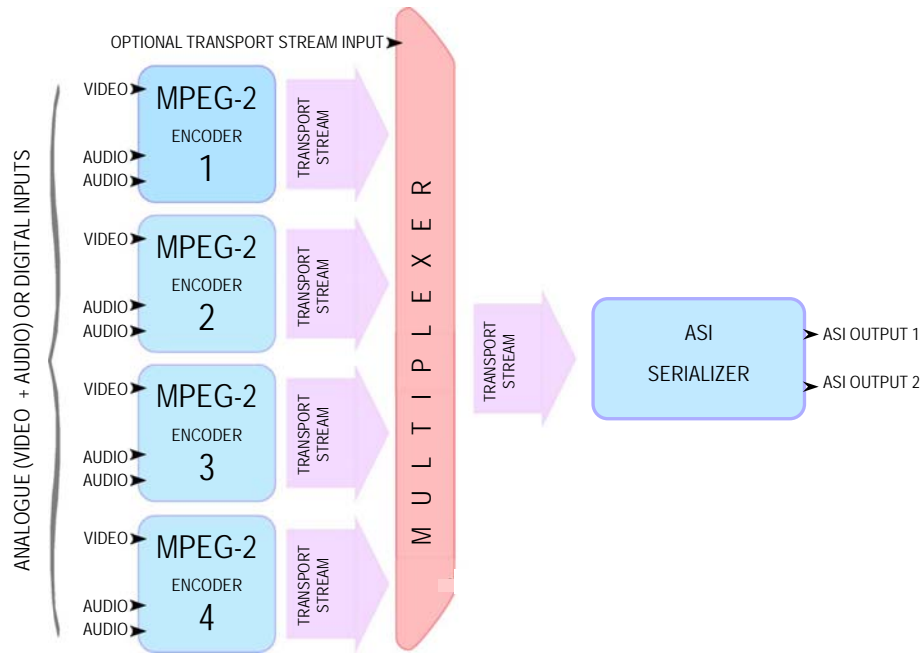 OPTIONAL TRANSPORT STREAM INPUT
ANALOGUE (VIDEO + AUDIO) OR DIGITAL INPUTS
VIDEO
AUDIO
AUDIO
MPEG-2
ENCODER
1
TRANSPORT
STREAM
VIDEO
AUDIO
AUDIO
MPEG-2
ENCODER
2
TRANSPORT
STREAM
VIDEO
AUDIO
AUDIO
MPEG-2
ENCODER
3
TRANSPORT
STREAM
VIDEO
AUDIO
AUDIO
MPEG-2
ENCODER
4
TRANSPORT
STREAM
MULTIPLEXER
TRANSPORT
STREAM
ASI
SERIALIZER
ASI OUTPUT 1
ASI OUTPUT 2